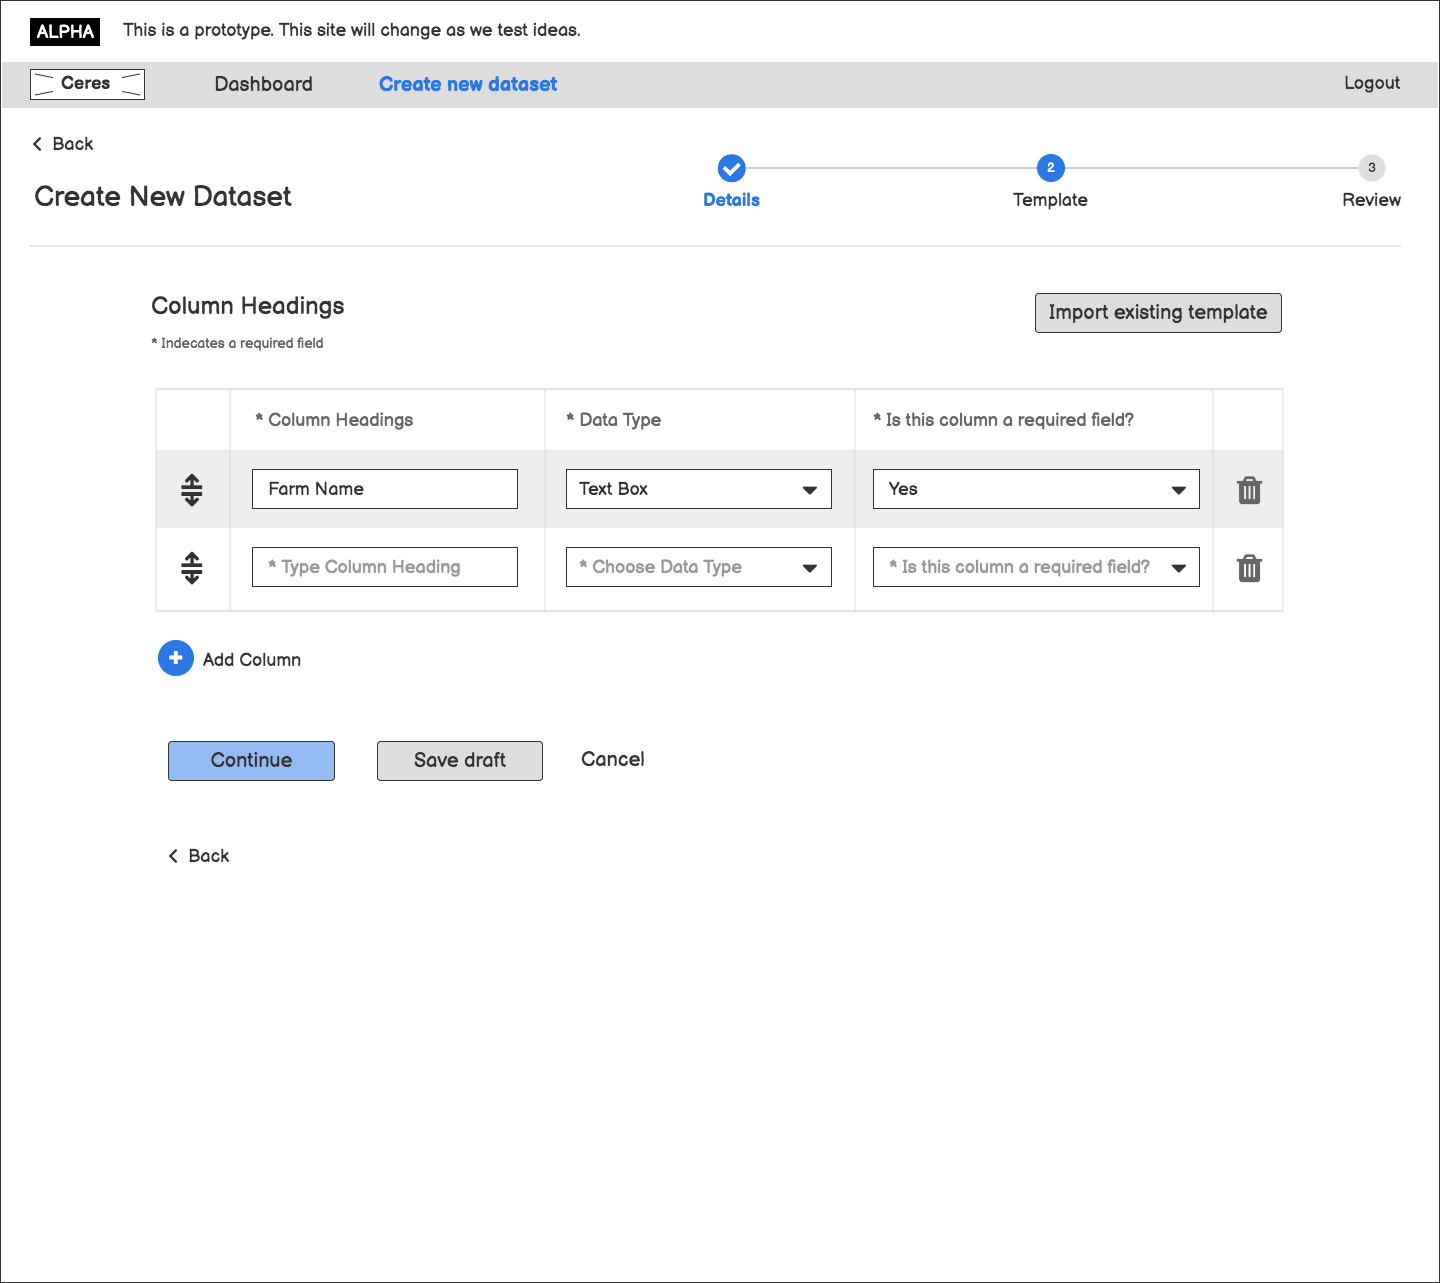 ALPHA This is a prototype. This site will change as we test ideas.
Ceres Dashboard Create new dataset Logout
Back
Create New Dataset
2 3
Details Template Review
Column Headings
Import existing template
* Indecates a required field
* Column Headings * Data Type * Is this column a required field?
Farm Name Text Box Yes
* Type Column Heading * Choose Data Type * Is this column a required field?
Add Column
Continue Save draft Cancel
Back